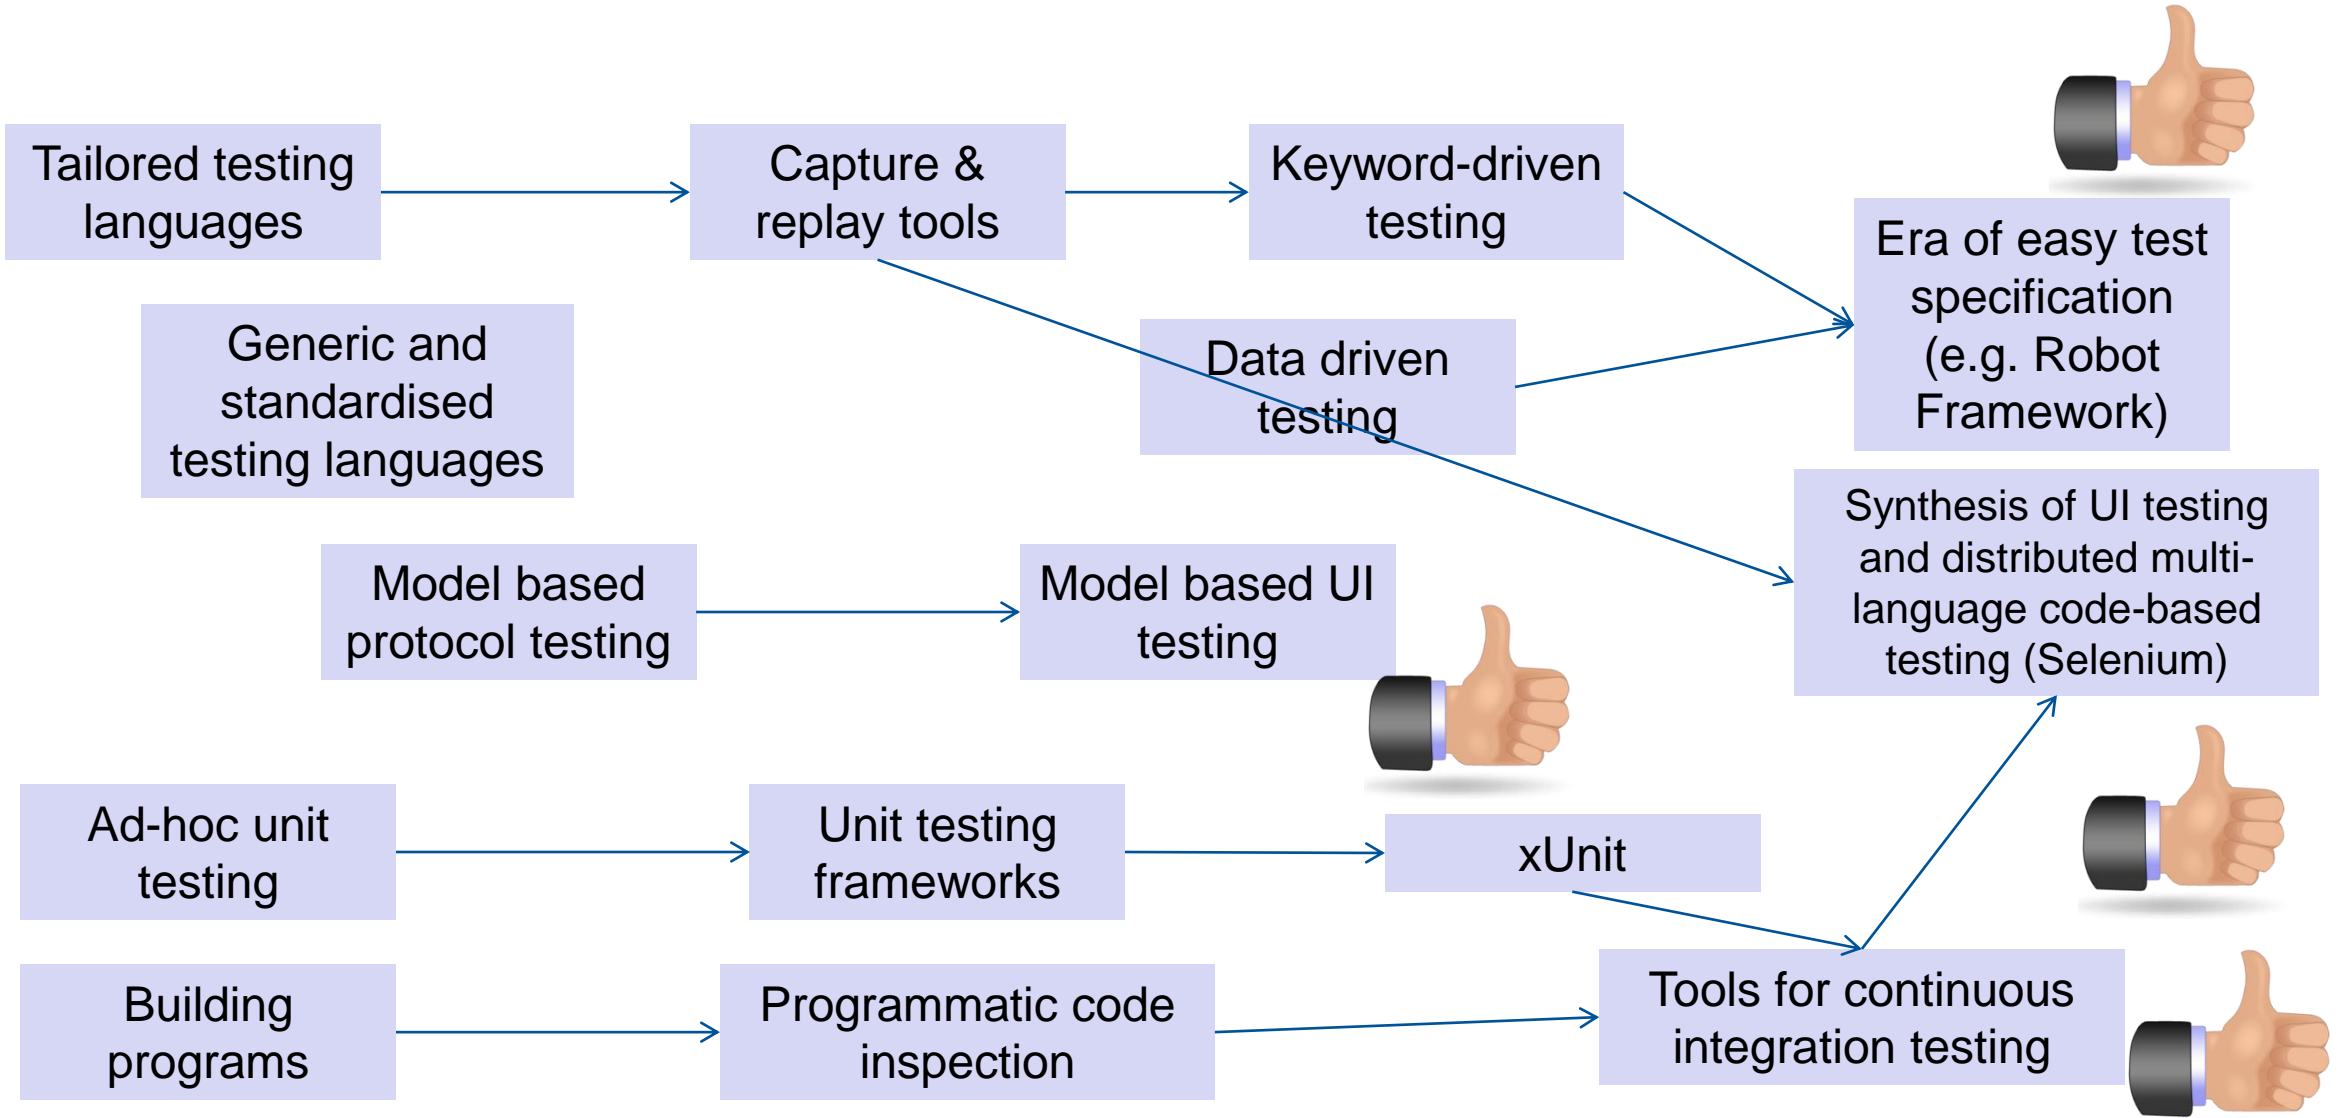 Tailored testing
languages
Capture &
replay tools
Keyword-driven
testing
Era of easy test
specification
(e.g. Robot
Framework)
Generic and
standardised
testing languages
Data driven
testing
Synthesis of UI testing
and distributed multi-
language code-based
testing (Selenium)
Model based
protocol testing
Model based UI
testing
Ad-hoc unit
testing
Unit testing
frameworks
xUnit
Building
programs
Programmatic code
inspection
Tools for continuous
integration testing